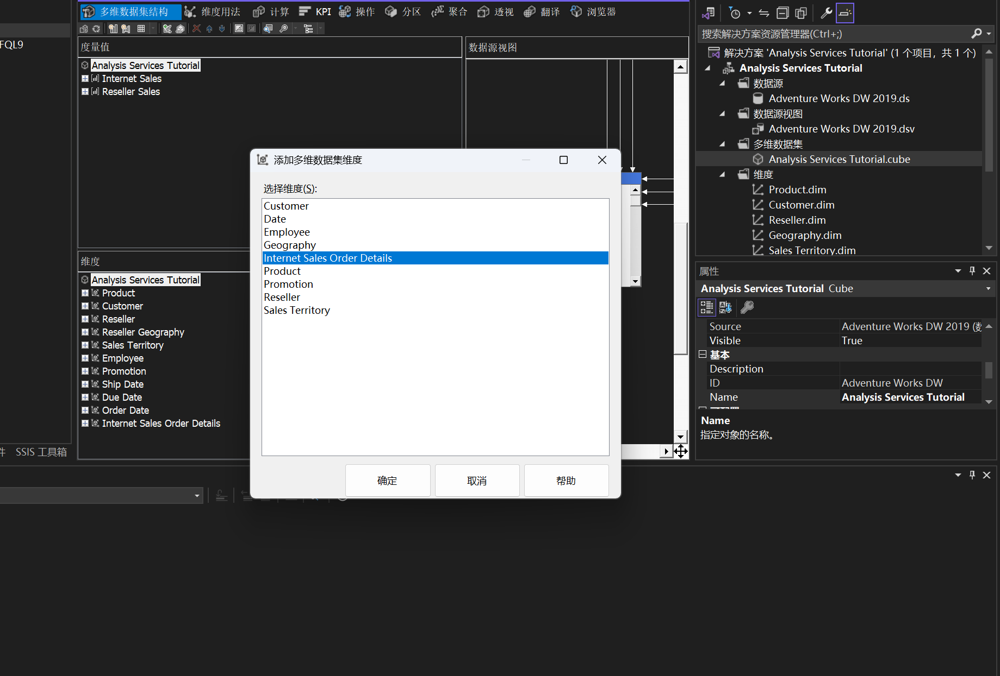 FQL9
多维数据集结构 维度用法 计算 KPI 操作 分区 聚合 透视 翻译 浏览器
度量值
Analysis Services Tutorial
Internet Sales
Reseller Sales
数据源视图
维度
Analysis Services Tutorial
Product
Customer
Reseller
Reseller Geography
Sales Territory
Employee
Promotion
Ship Date
Due Date
Order Date
Internet Sales Order Details
件 SSIS 工具箱
添加多维数据集维度
选择维度(S):
Customer
Date
Employee
Geography
Internet Sales Order Details
Product
Promotion
Reseller
Sales Territory
确定 取消 帮助
搜索解决方案资源管理器(Ctrl+;)
解决方案 'Analysis Services Tutorial' (1 个项目，共 1 个)
Analysis Services Tutorial
数据源
Adventure Works DW 2019.ds
数据源视图
Adventure Works DW 2019.dsv
多维数据集
Analysis Services Tutorial.cube
维度
Product.dim
Customer.dim
Reseller.dim
Geography.dim
Sales Territory.dim
属性
Analysis Services Tutorial Cube
Source Adventure Works DW 2019 (数
Visible True
基本
Description
ID Adventure Works DW
Name Analysis Services Tutorial
Name
指定对象的名称。